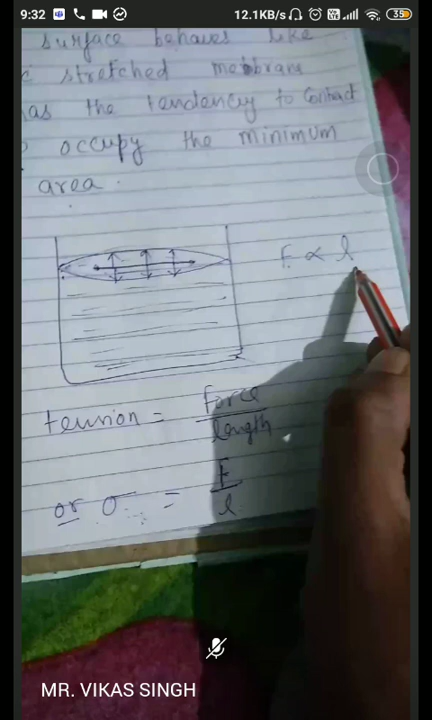 9:32 12.1KB/s 35
surface behaves like
stretched membrane
has the tendency to Contract
occupy the minimum
area.
F ∝ l
tension = Force
length
or σ = F
l
MR. VIKAS SINGH